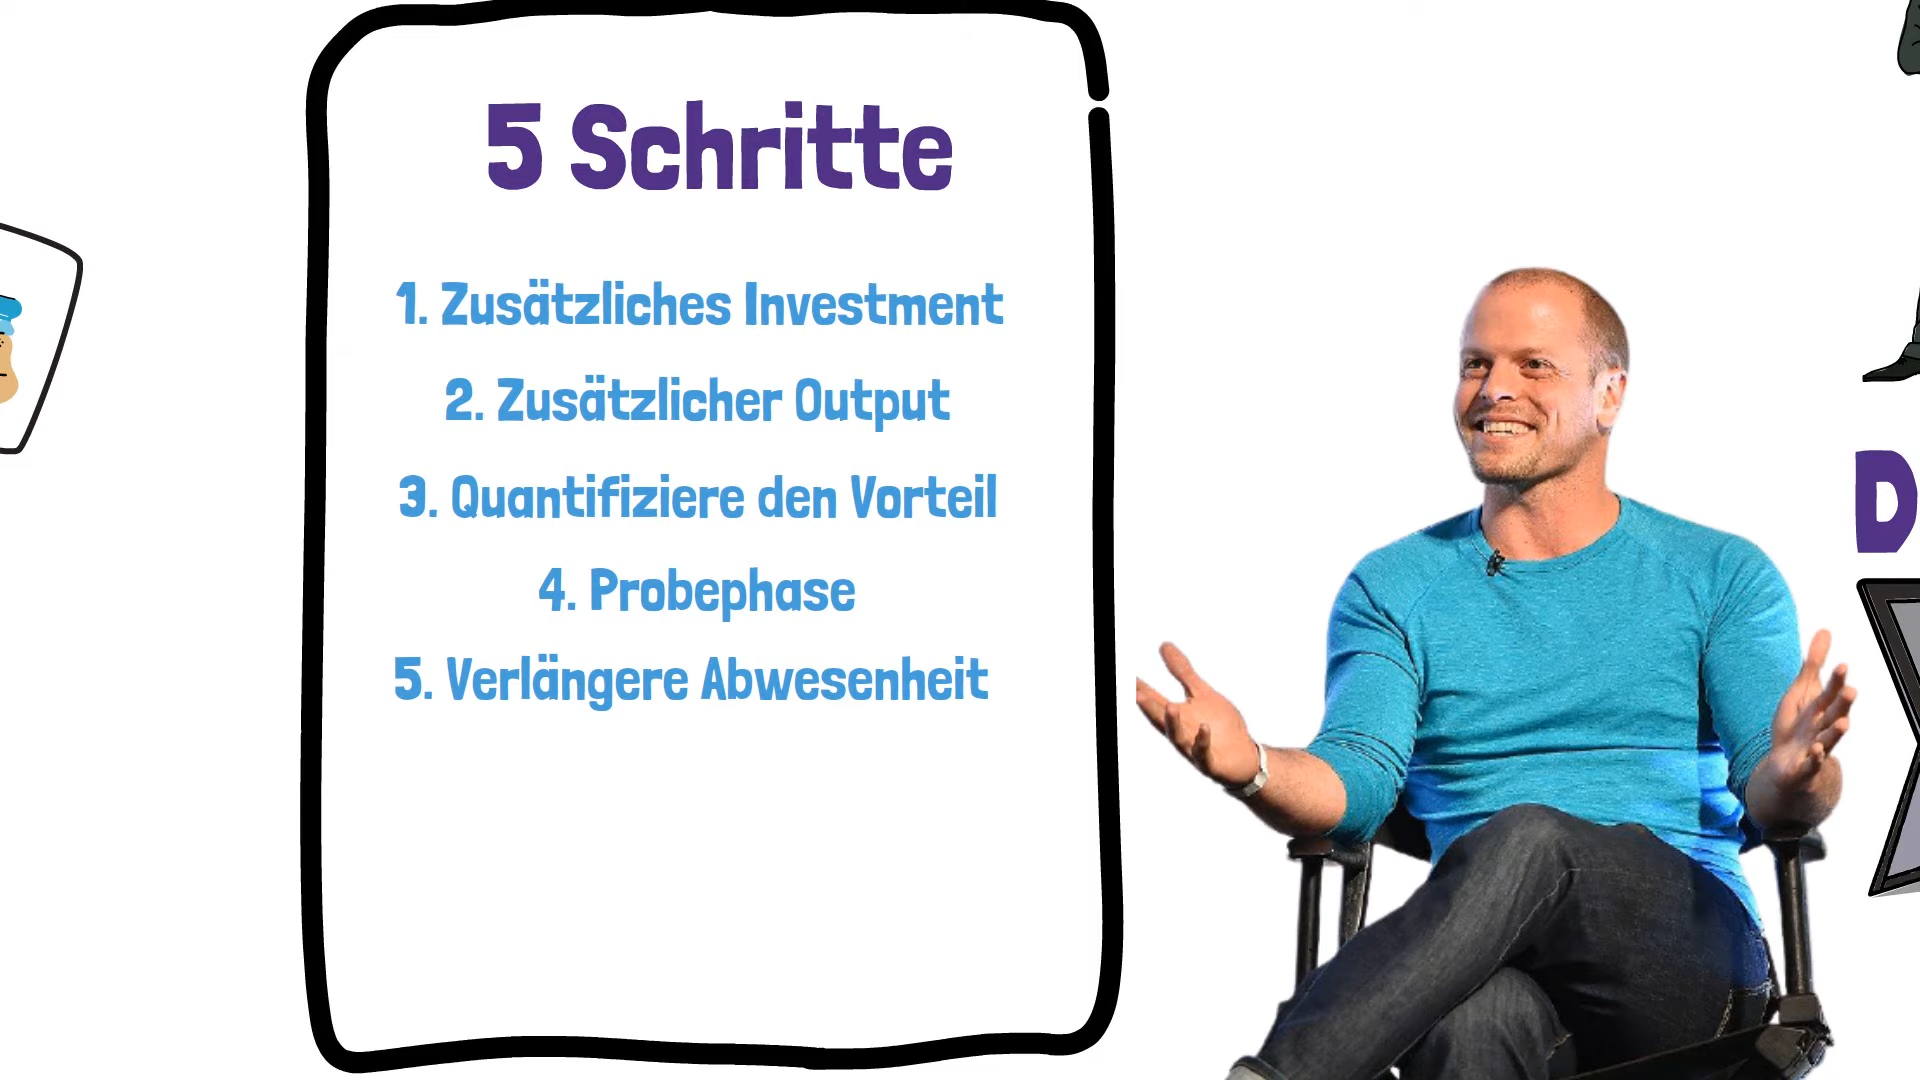 5 Schritte
1. Zusätzliches Investment
2. Zusätzlicher Output
3. Quantifiziere den Vorteil
4. Probephase
5. Verlängere Abwesenheit
D